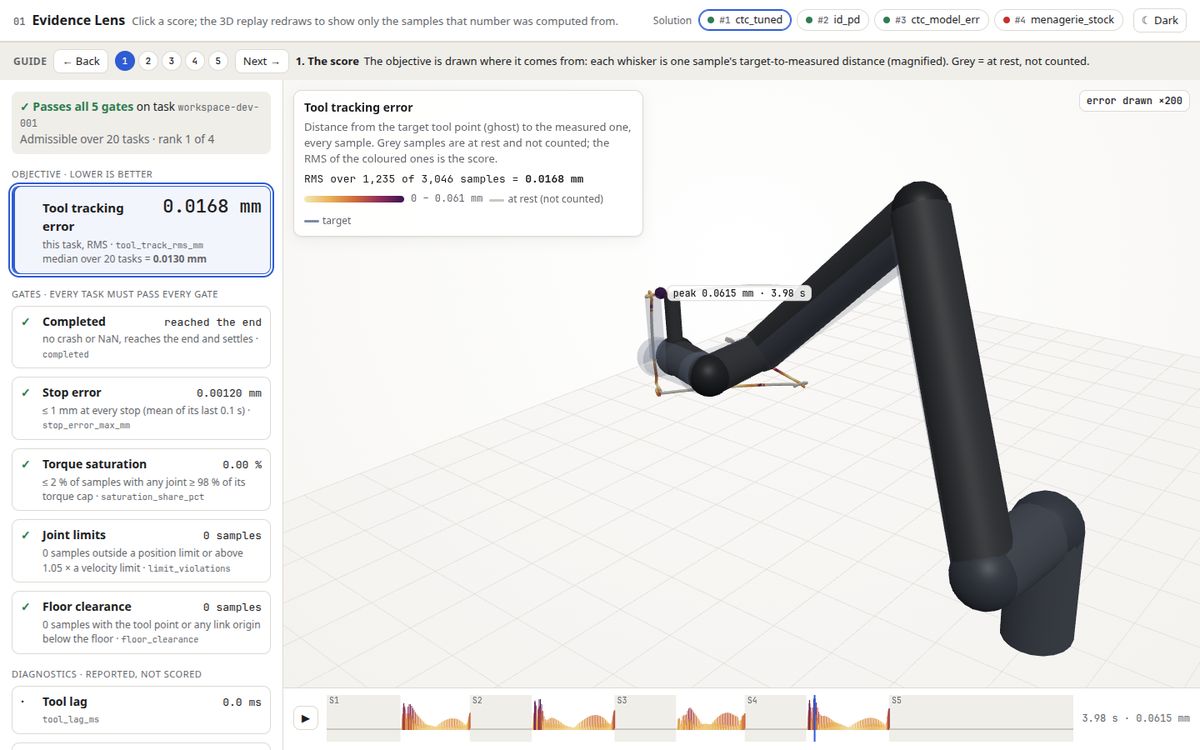 01 Evidence Lens Click a score; the 3D replay redraws to show only the samples that number was computed from. Solution #1 ctc_tuned #2 id_pd #3 ctc_model_err #4 menagerie_stock ☾ Dark
GUIDE ← Back 1 2 3 4 5 Next → 1. The score The objective is drawn where it comes from: each whisker is one sample's target-to-measured distance (magnified). Grey = at rest, not counted.
✓ Passes all 5 gates on task workspace-dev-
001
Admissible over 20 tasks · rank 1 of 4
OBJECTIVE · LOWER IS BETTER
Tool tracking 0.0168 mm
error
this task, RMS · tool_track_rms_mm
median over 20 tasks = 0.0130 mm
GATES · EVERY TASK MUST PASS EVERY GATE
✓ Completed reached the end
no crash or NaN, reaches the end and settles ·
completed
✓ Stop error 0.00120 mm
≤ 1 mm at every stop (mean of its last 0.1 s) ·
stop_error_max_mm
✓ Torque saturation 0.00 %
≤ 2 % of samples with any joint ≥ 98 % of its
torque cap · saturation_share_pct
✓ Joint limits 0 samples
0 samples outside a position limit or above
1.05 × a velocity limit · limit_violations
✓ Floor clearance 0 samples
0 samples with the tool point or any link origin
below the floor · floor_clearance
DIAGNOSTICS · REPORTED, NOT SCORED
· Tool lag 0.0 ms
tool_lag_ms
Tool tracking error
Distance from the target tool point (ghost) to the measured one,
every sample. Grey samples are at rest and not counted; the
RMS of the coloured ones is the score.
RMS over 1,235 of 3,046 samples = 0.0168 mm
0 – 0.061 mm at rest (not counted)
target
error drawn ×200
peak 0.0615 mm · 3.98 s
▶ S1 S2 S3 S4 S5 3.98 s · 0.0615 mm